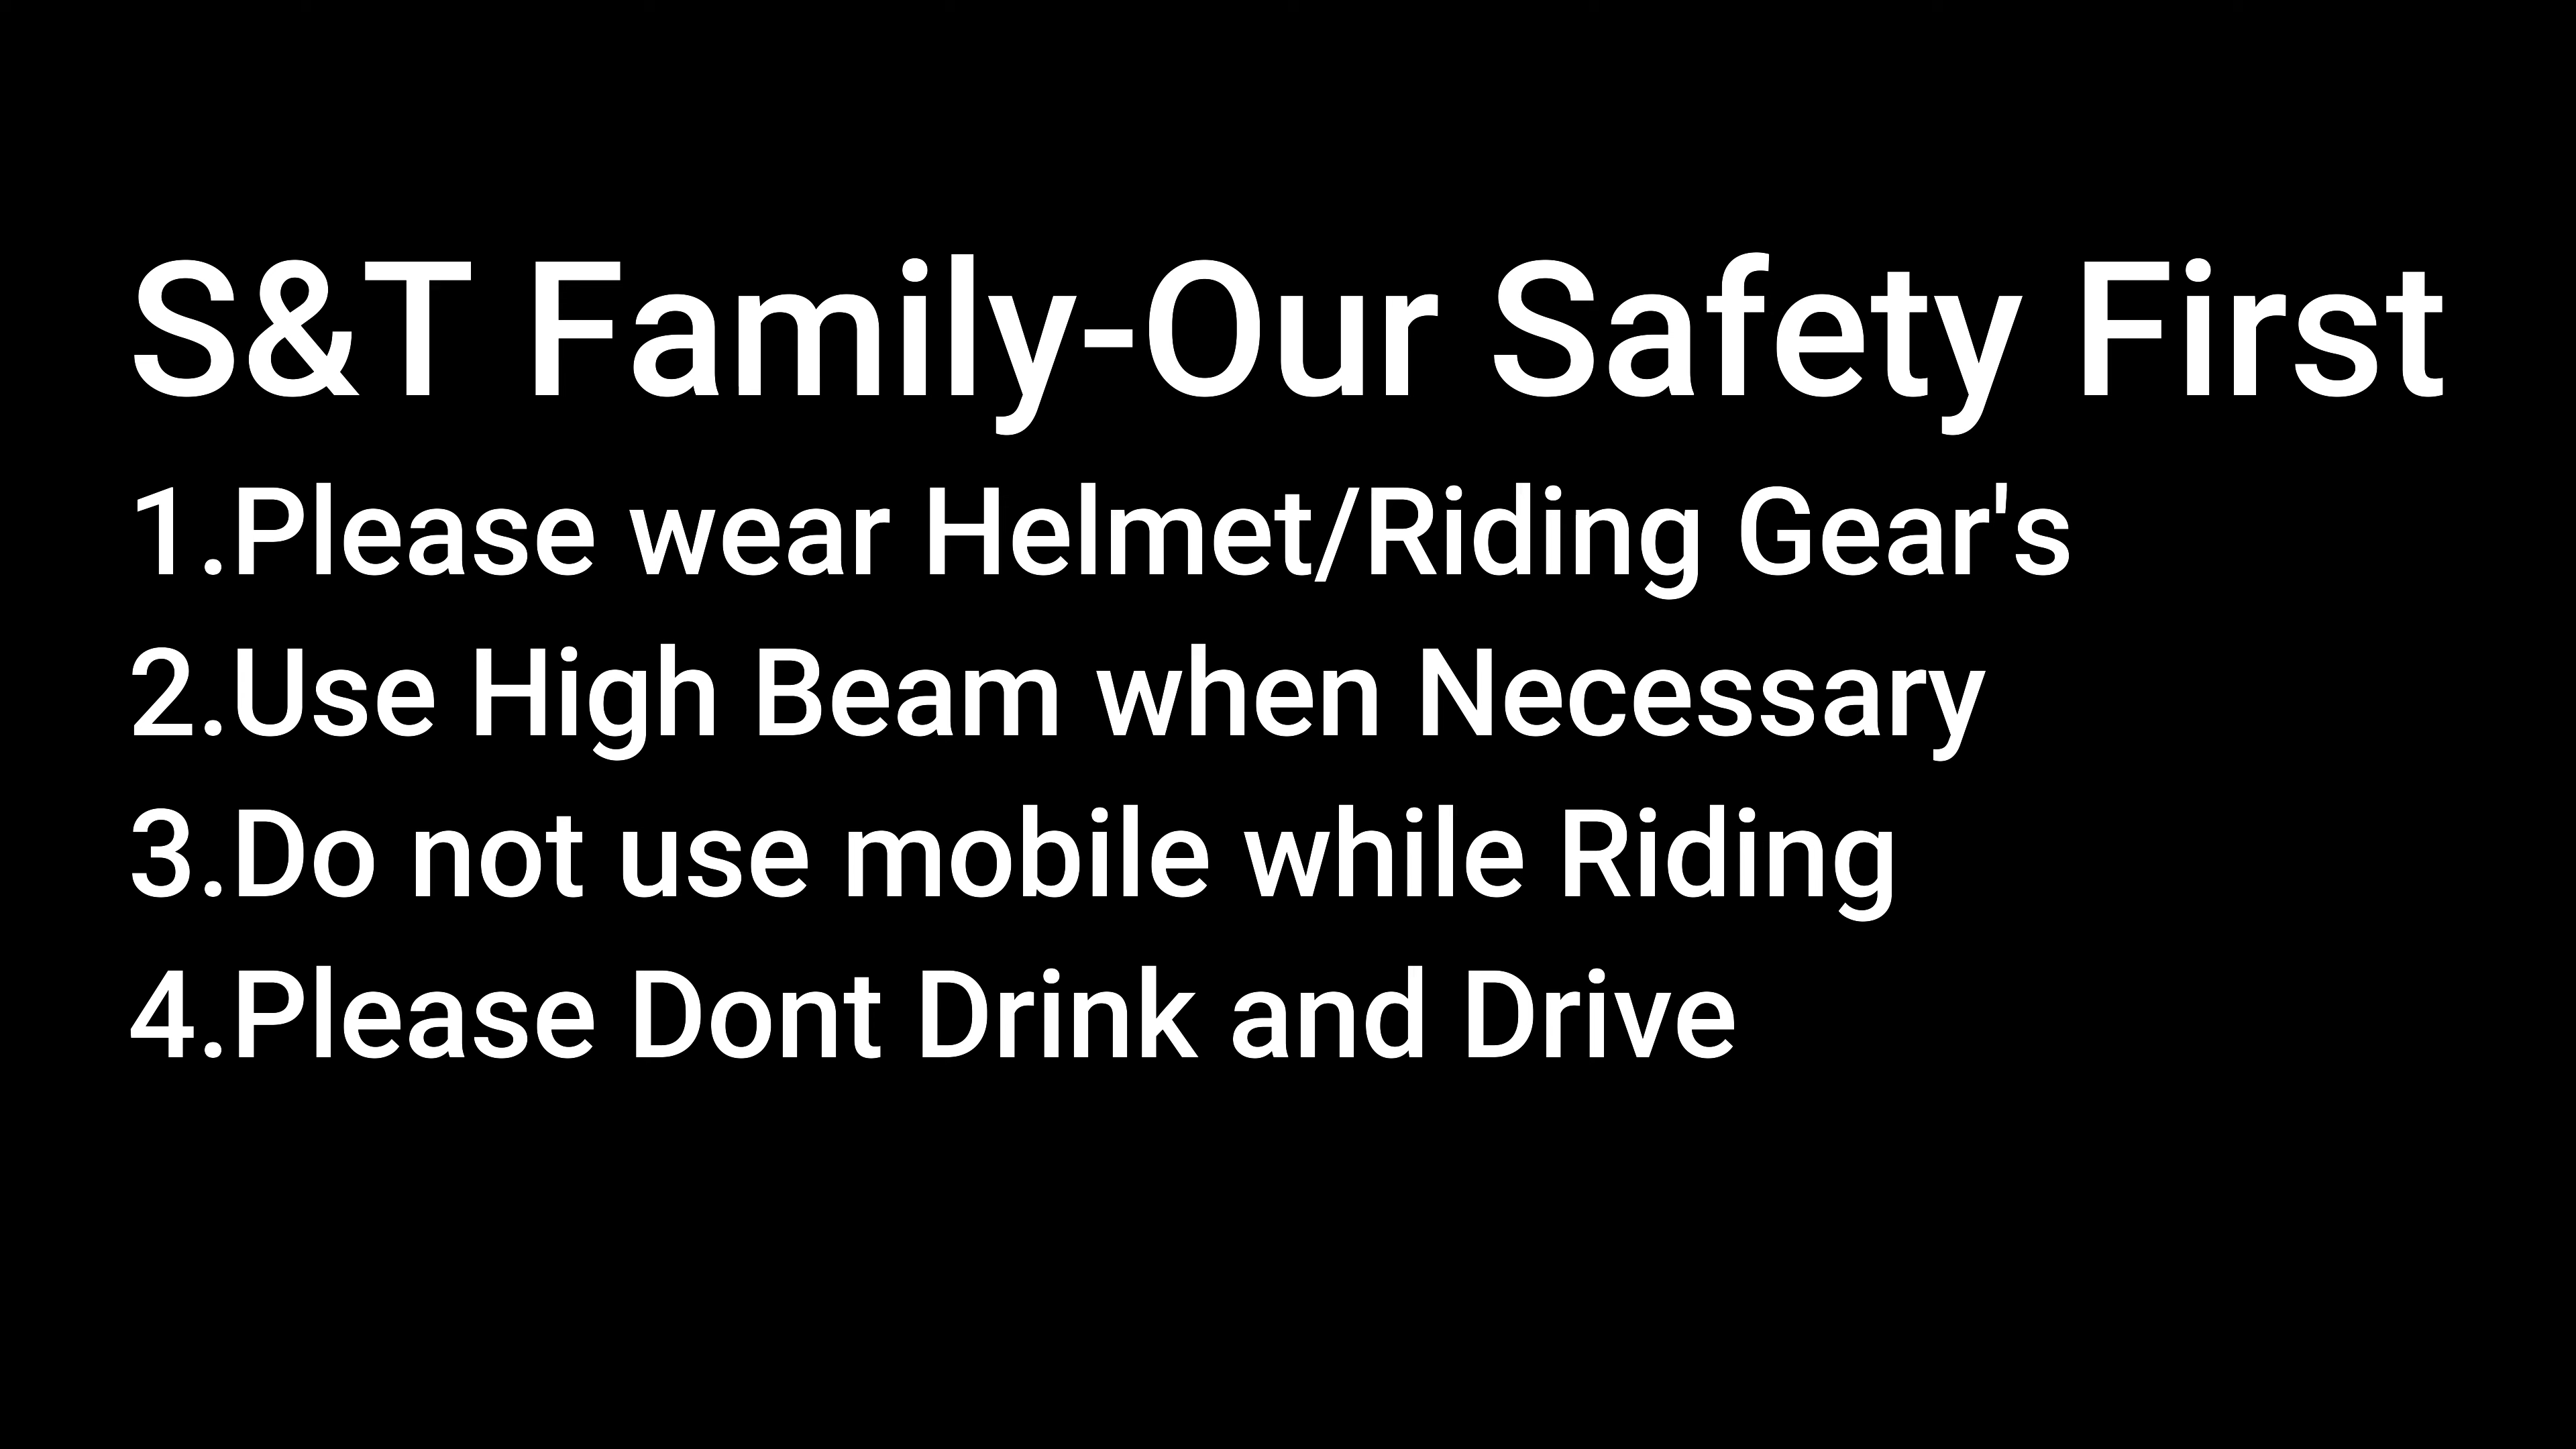 S&T Family-Our Safety First
1.Please wear Helmet/Riding Gear's
2.Use High Beam when Necessary
3.Do not use mobile while Riding
4.Please Dont Drink and Drive